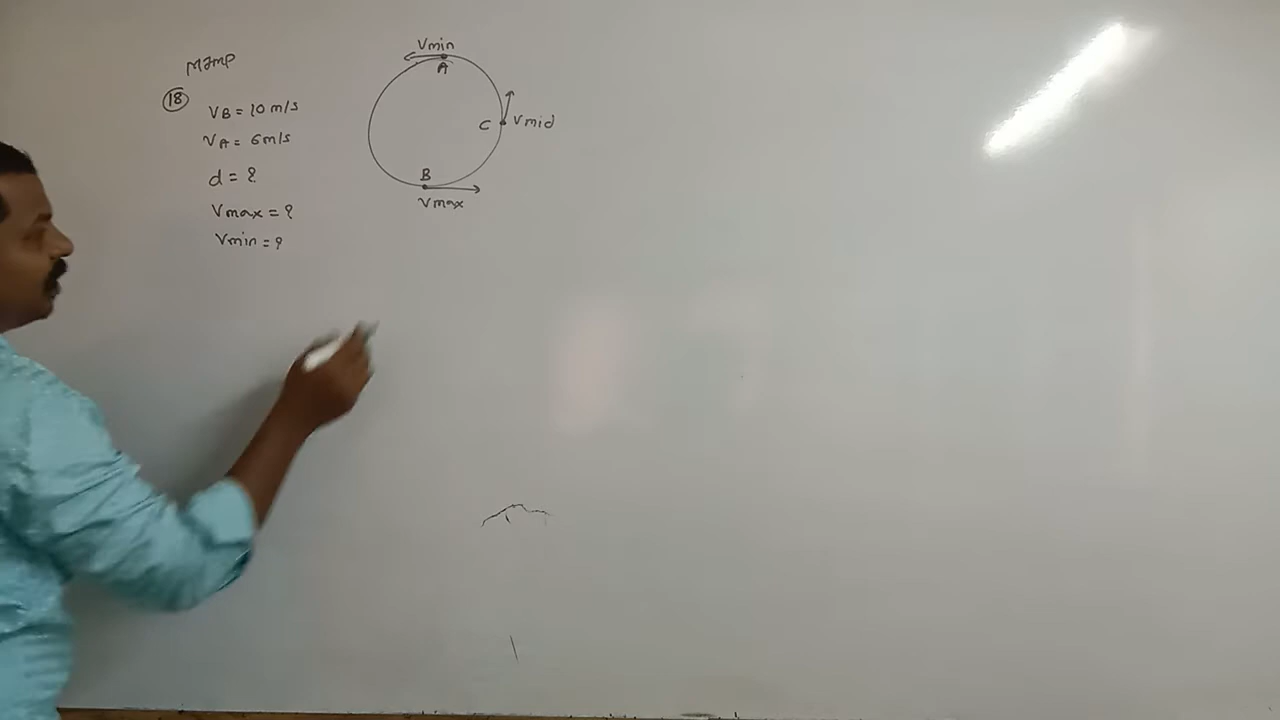 MJMP
18
VB = 10 m/s
VA = 6 m/s
d = ?
Vmax = ?
Vmin = ?
Vmin
A
C
Vmid
B
Vmax